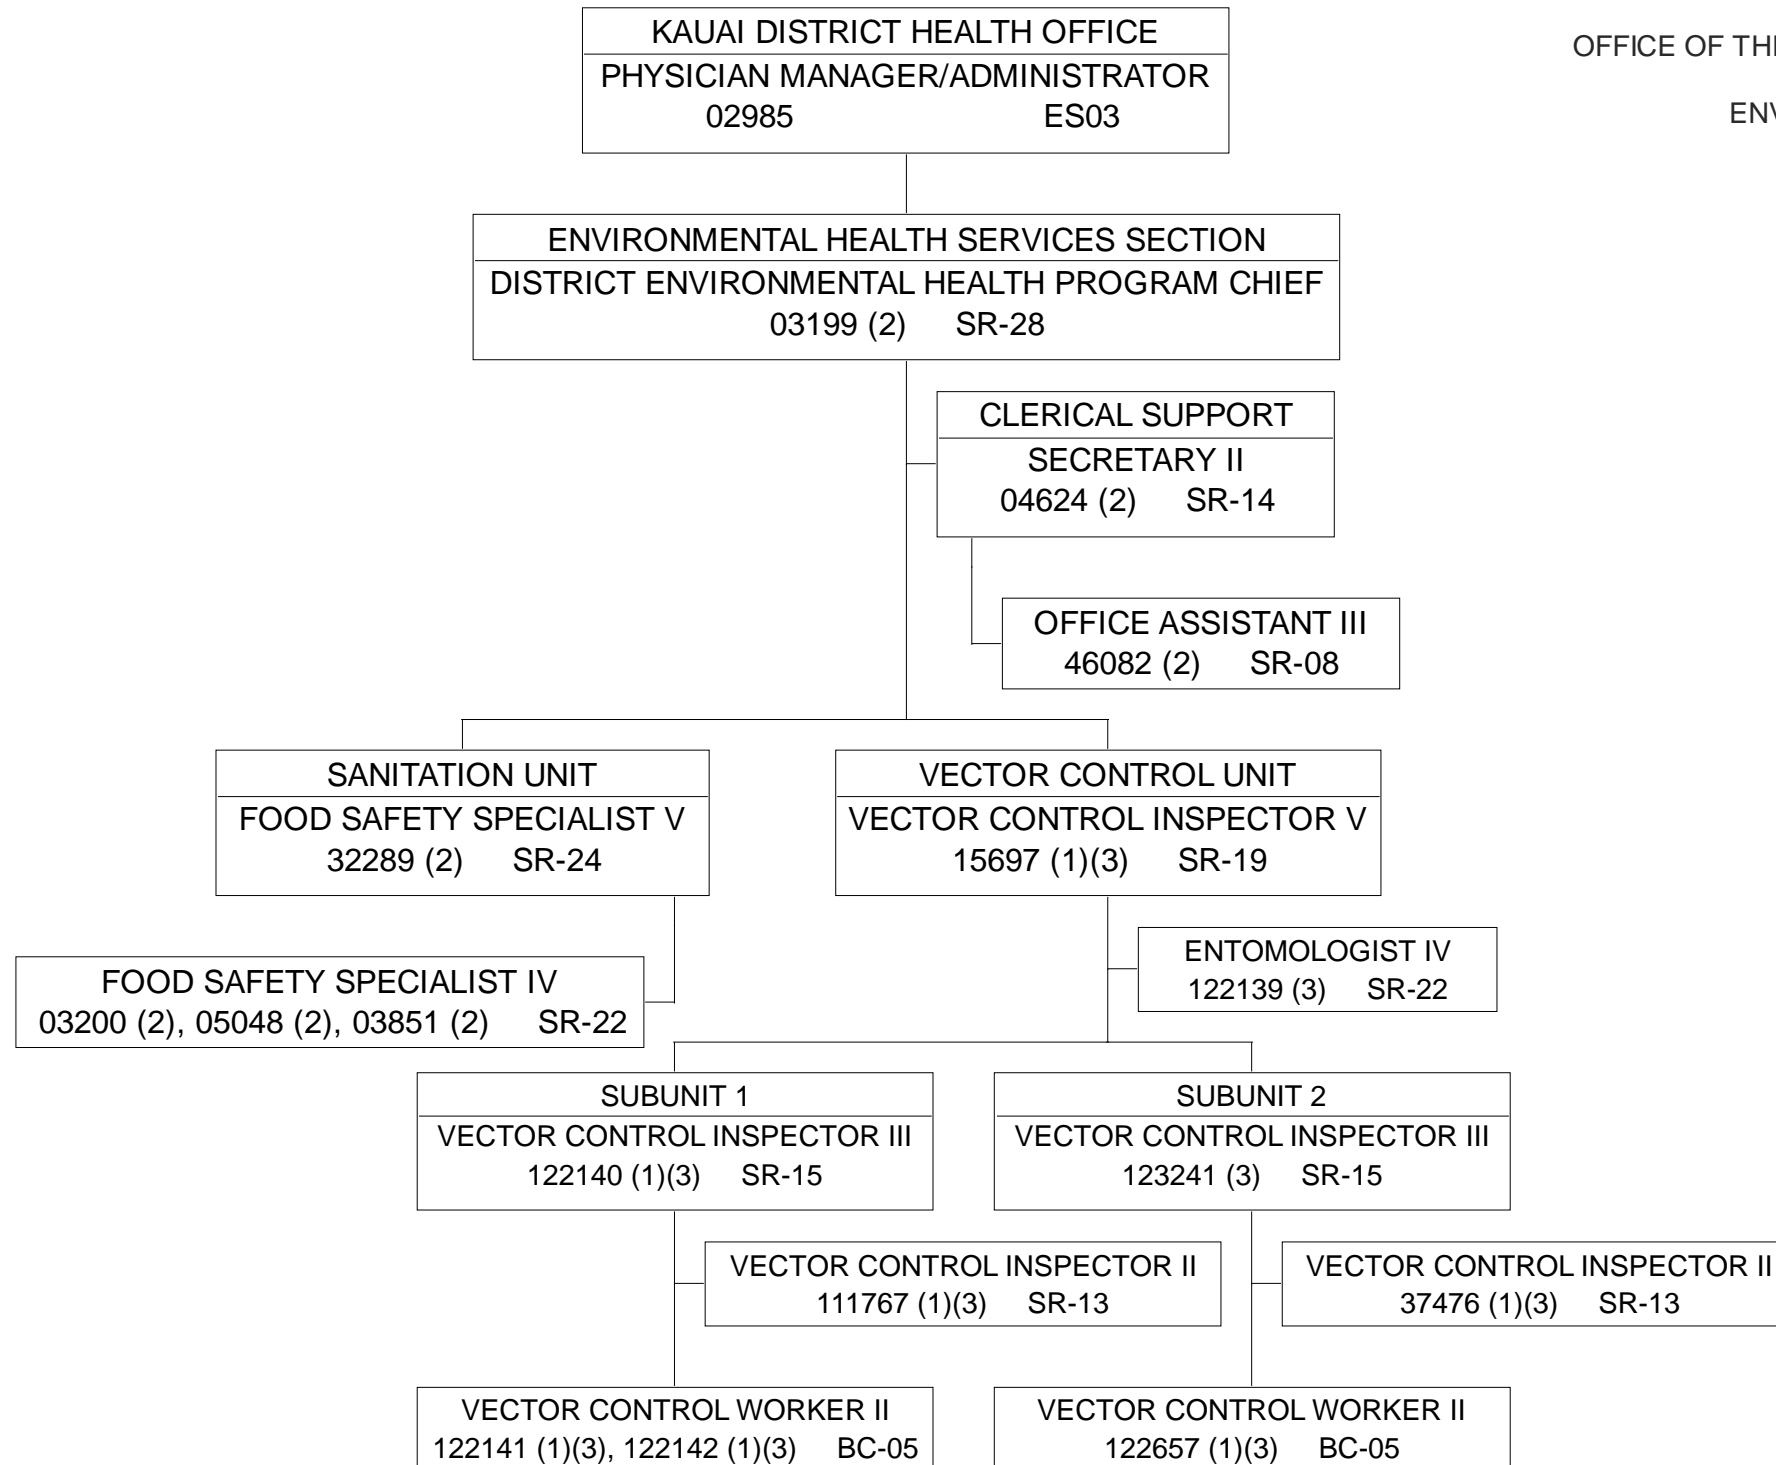 KAUAI DISTRICT HEALTH OFFICE
PHYSICIAN MANAGER/ADMINISTRATOR
02985 ES03
OFFICE OF
ENVIRONMENTAL HEALTH SERVICES SECTION
DISTRICT ENVIRONMENTAL HEALTH PROGRAM CHIEF
03199 (2) SR-28
CLERICAL SUPPORT
SECRETARY II
04624 (2) SR-14
OFFICE ASSISTANT III
46082 (2) SR-08
SANITATION UNIT
FOOD SAFETY SPECIALIST V
32289 (2) SR-24
VECTOR CONTROL UNIT
VECTOR CONTROL INSPECTOR V
15697 (1)(3) SR-19
FOOD SAFETY SPECIALIST IV
03200 (2), 05048 (2), 03851 (2) SR-22
ENTOMOLOGIST IV
122139 (3) SR-22
SUBUNIT 1
VECTOR CONTROL INSPECTOR III
122140 (1)(3) SR-15
SUBUNIT 2
VECTOR CONTROL INSPECTOR III
123241 (3) SR-15
VECTOR CONTROL INSPECTOR II
111767 (1)(3) SR-13
VECTOR CONTROL INSPECTOR II
37476 (1)(3) SR-13
VECTOR CONTROL WORKER II
122141 (1)(3), 122142 (1)(3) BC-05
VECTOR CONTROL WORKER II
122657 (1)(3) BC-05